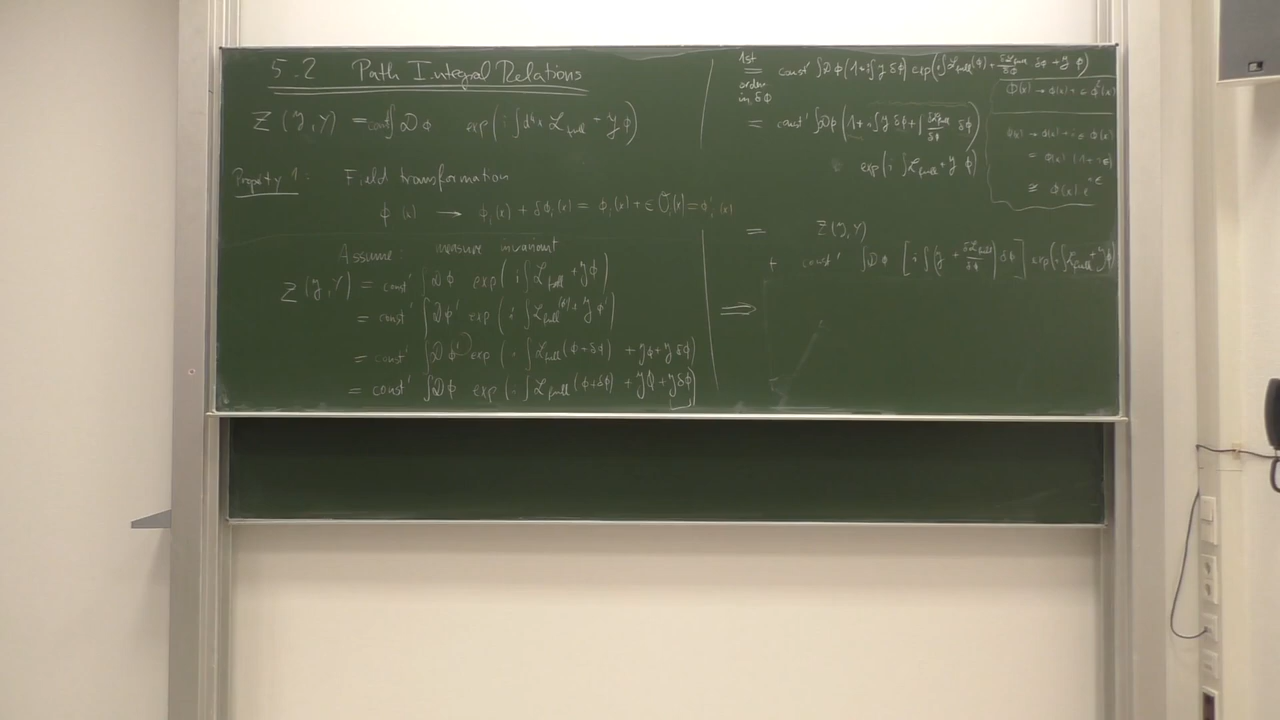 5.2 Path Integral Relations
Z(J,Y) = const ∫Dϕ exp(i∫d⁴x L_full + Jϕ)
Property 1: Field transformation
ϕ_i(x) → ϕ_i(x) + δϕ_i(x) = ϕ_i(x) + ε O_i(x) = ϕ'_i(x)
Assume: measure invariant
Z(J,Y) = const' ∫Dϕ exp(i∫L_full + Jϕ)
= const' ∫Dϕ' exp(i∫L_full(ϕ') + Jϕ')
= const' ∫Dϕ' exp(i∫L_full(ϕ+δϕ) + Jϕ + Jδϕ)
= const' ∫Dϕ exp(i∫L_full(ϕ+δϕ) + Jϕ + Jδϕ)
1st order in δϕ = const' ∫Dϕ (1+i∫Jδϕ) exp(i∫L_full(ϕ) + δL_full/δϕ δϕ + Jϕ)
= const' ∫Dϕ (1+i∫Jδϕ + ∫ δL_full/δϕ δϕ)
exp(i∫L_full + Jϕ)
= Z(J,Y)
+ const' ∫Dϕ [i∫(J + δL_full/δϕ) δϕ] exp(i∫L_full + Jϕ)
⟹
ϕ(x) → ϕ(x) + ε
ϕ(x) → ϕ(x) + iεϕ(x)
= ϕ(x)(1+iε)
≅ ϕ(x)e^{iε}